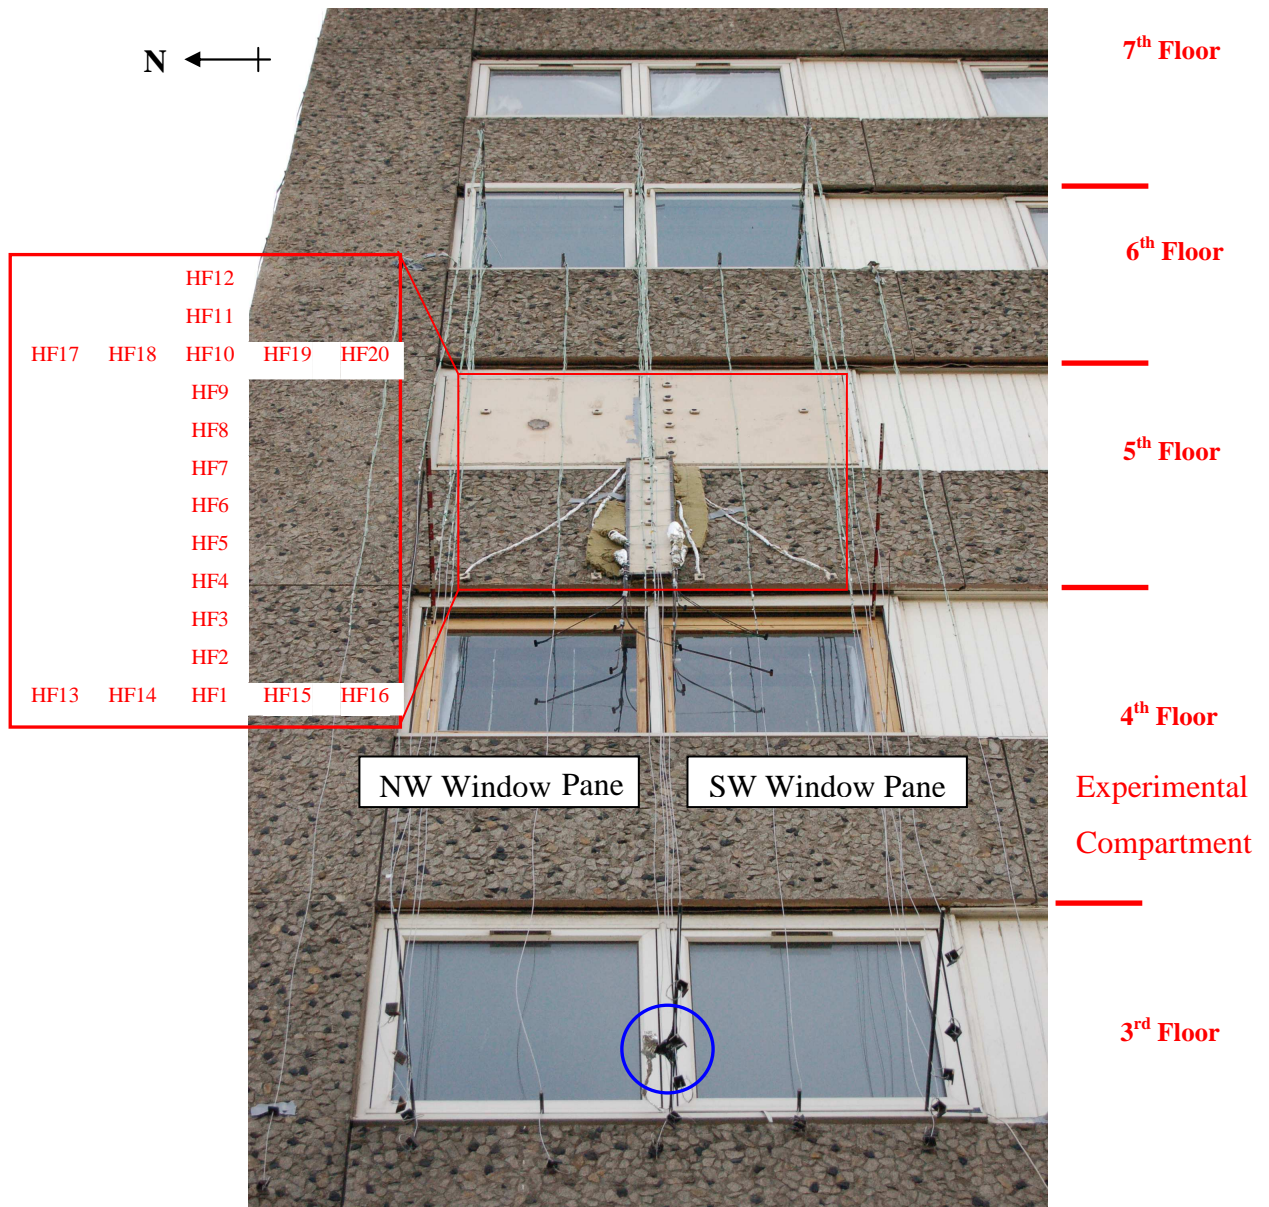 N
7th Floor
6th Floor
HF12
HF11
HF17 HF18 HF10 HF19 HF20
HF9
HF8
HF7
HF6
HF5
HF4
HF3
HF2
HF13 HF14 HF1 HF15 HF16
5th Floor
4th Floor
NW Window Pane
SW Window Pane
Experimental
Compartment
3rd Floor